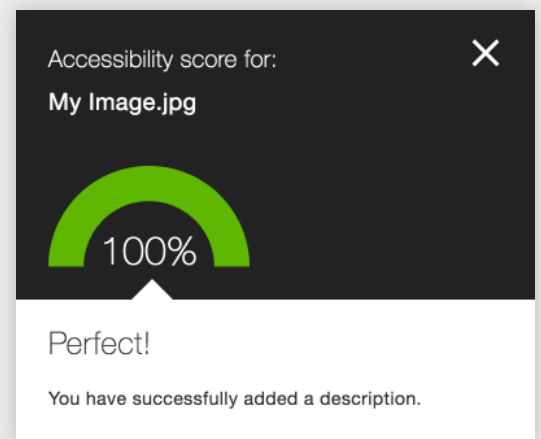 Accessibility score for:
My Image.jpg
100%
Perfect!
You have successfully added a description.